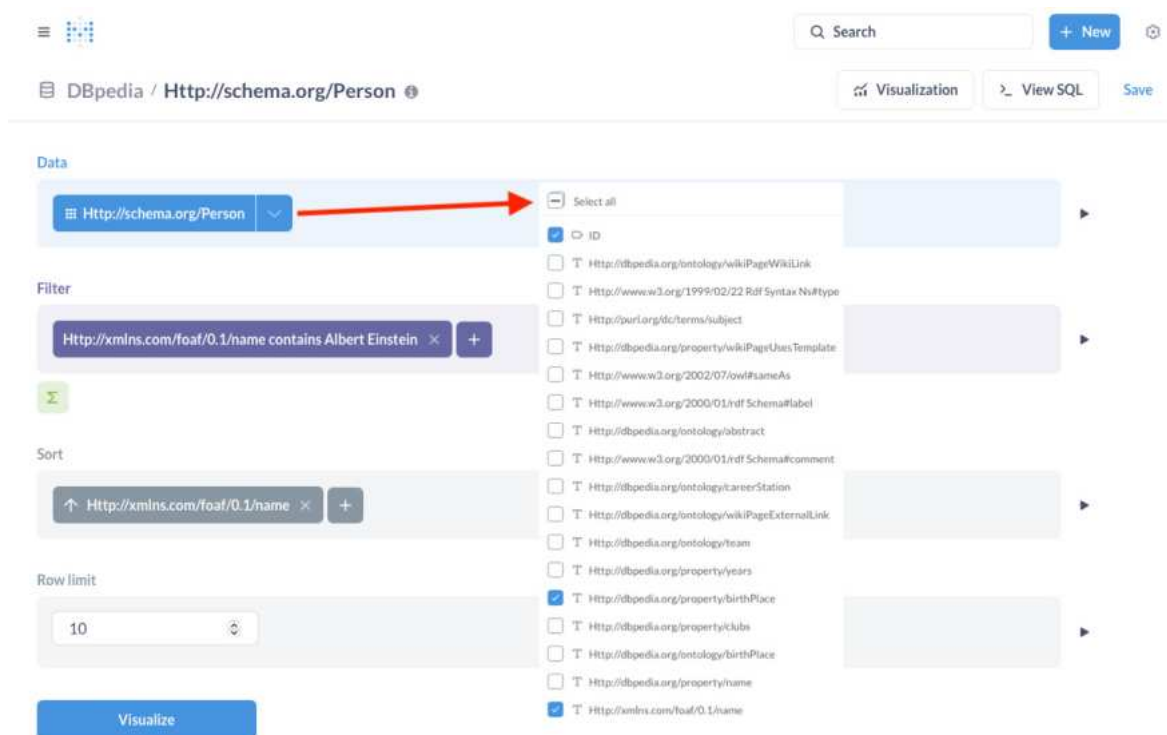 Search
+ New
DBpedia / Http://schema.org/Person
Visualization
>_ View SQL
Save
Data
Http://schema.org/Person
Select all
ID
T Http://dbpedia.org/ontology/wikiPageWikiLink
T Http://www.w3.org/1999/02/22 Rdf Syntax Ns#type
T Http://purl.org/dc/terms/subject
T Http://dbpedia.org/property/wikiPageUsesTemplate
T Http://www.w3.org/2002/07/owl#sameAs
T Http://www.w3.org/2000/01/rdf Schema#label
T Http://dbpedia.org/ontology/abstract
T Http://www.w3.org/2000/01/rdf Schema#comment
T Http://dbpedia.org/ontology/careerStation
T Http://dbpedia.org/ontology/wikiPageExternalLink
T Http://dbpedia.org/ontology/team
T Http://dbpedia.org/property/years
T Http://dbpedia.org/property/birthPlace
T Http://dbpedia.org/property/clubs
T Http://dbpedia.org/ontology/birthPlace
T Http://dbpedia.org/property/name
T Http://xmlns.com/foaf/0.1/name
Filter
Http://xmlns.com/foaf/0.1/name contains Albert Einstein × +
Σ
Sort
↑ Http://xmlns.com/foaf/0.1/name × +
Row limit
10
Visualize